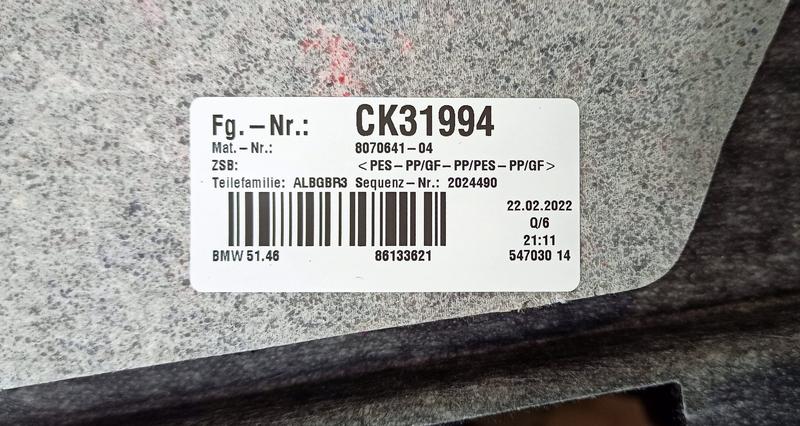 Fg.–Nr.: CK31994
Mat.–Nr.: 8070641–04
ZSB: <PES–PP/GF–PP/PES–PP/GF>
Teilefamilie: ALBGBR3 Sequenz–Nr.: 2024490
22.02.2022
Q/6
21:11
BMW 51.46 86133621 547030 14